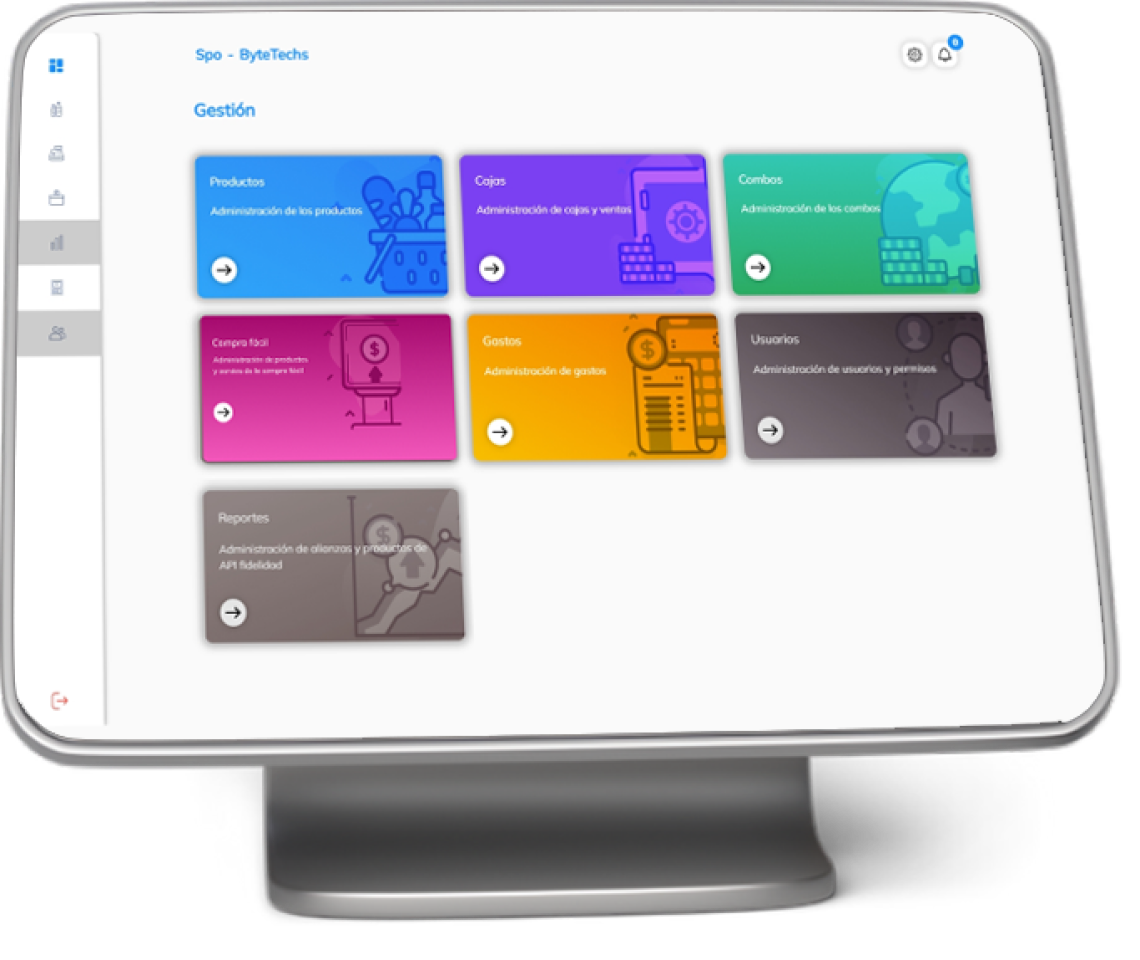 Spo - ByteTechs
0
Gestión
Productos
Administración de los productos
Cajas
Administración de cajas y ventas
Combos
Administración de los combos
Compra fácil
Administración de productos
y combos de la compra fácil
Gastos
Administración de gastos
Usuarios
Administración de usuarios y permisos
Reportes
Administración de alianzas y productos de
API fidelidad